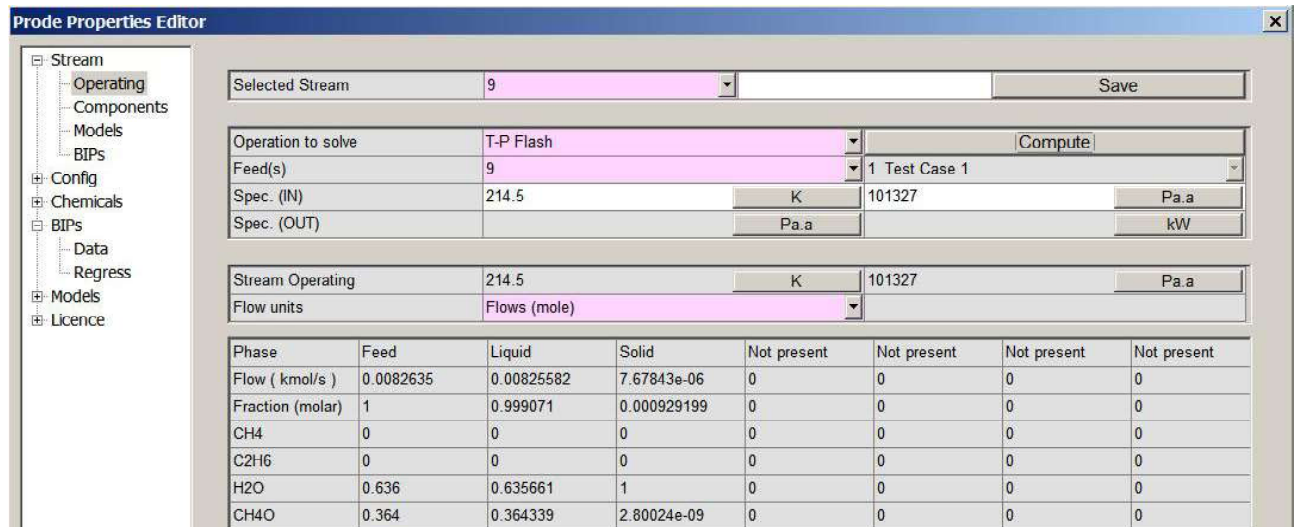 Prode Properties Editor
Stream
Operating
Components
Models
BIPs
Config
Chemicals
BIPs
Data
Regress
Models
Licence
Selected Stream 9 Save
Operation to solve T-P Flash Compute
Feed(s) 9 1 Test Case 1
Spec. (IN) 214.5 K 101327 Pa.a
Spec. (OUT) Pa.a kW
Stream Operating 214.5 K 101327 Pa.a
Flow units Flows (mole)
Phase Feed Liquid Solid Not present Not present Not present Not present
Flow ( kmol/s ) 0.0082635 0.00825582 7.67843e-06 0 0 0 0
Fraction (molar) 1 0.999071 0.000929199 0 0 0 0
CH4 0 0 0 0 0 0 0
C2H6 0 0 0 0 0 0 0
H2O 0.636 0.635661 1 0 0 0 0
CH4O 0.364 0.364339 2.80024e-09 0 0 0 0